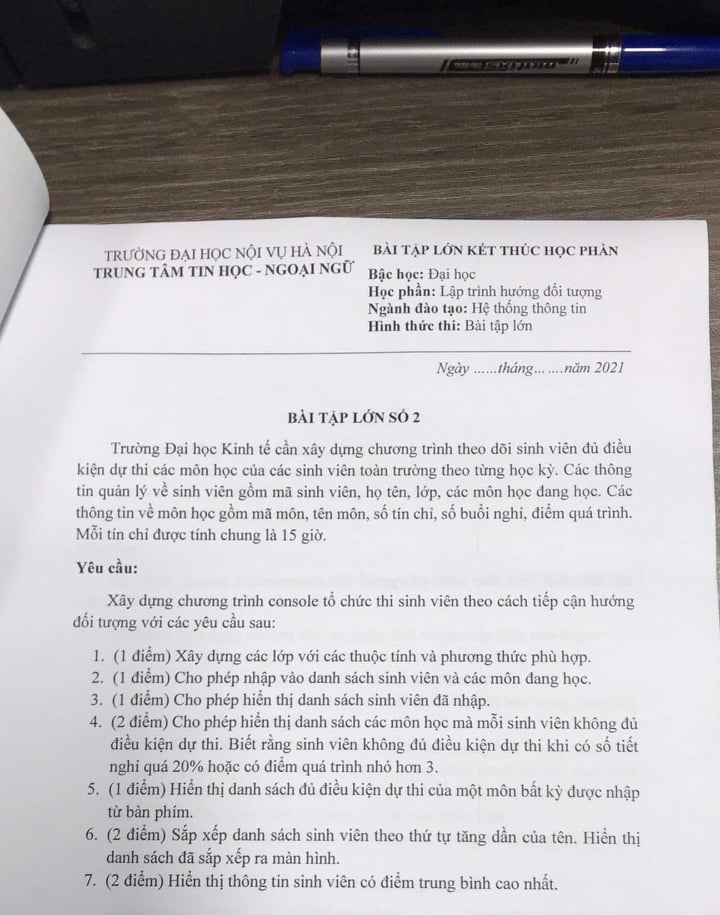 TRƯỜNG ĐẠI HỌC NỘI VỤ HÀ NỘI
TRUNG TÂM TIN HỌC - NGOẠI NGỮ
BÀI TẬP LỚN KẾT THÚC HỌC PHẦN
Bậc học: Đại học
Học phần: Lập trình hướng đối tượng
Ngành đào tạo: Hệ thống thông tin
Hình thức thi: Bài tập lớn
Ngày ......tháng... ....năm 2021
BÀI TẬP LỚN SỐ 2
Trường Đại học Kinh tế cần xây dựng chương trình theo dõi sinh viên đủ điều
kiện dự thi các môn học của các sinh viên toàn trường theo từng học kỳ. Các thông
tin quản lý về sinh viên gồm mã sinh viên, họ tên, lớp, các môn học đang học. Các
thông tin về môn học gồm mã môn, tên môn, số tín chỉ, số buổi nghỉ, điểm quá trình.
Mỗi tín chỉ được tính chung là 15 giờ.
Yêu cầu:
Xây dựng chương trình console tổ chức thi sinh viên theo cách tiếp cận hướng
đối tượng với các yêu cầu sau:
1. (1 điểm) Xây dựng các lớp với các thuộc tính và phương thức phù hợp.
2. (1 điểm) Cho phép nhập vào danh sách sinh viên và các môn đang học.
3. (1 điểm) Cho phép hiển thị danh sách sinh viên đã nhập.
4. (2 điểm) Cho phép hiển thị danh sách các môn học mà mỗi sinh viên không đủ
điều kiện dự thi. Biết rằng sinh viên không đủ điều kiện dự thi khi có số tiết
nghỉ quá 20% hoặc có điểm quá trình nhỏ hơn 3.
5. (1 điểm) Hiển thị danh sách đủ điều kiện dự thi của một môn bất kỳ được nhập
từ bàn phím.
6. (2 điểm) Sắp xếp danh sách sinh viên theo thứ tự tăng dần của tên. Hiển thị
danh sách đã sắp xếp ra màn hình.
7. (2 điểm) Hiển thị thông tin sinh viên có điểm trung bình cao nhất.